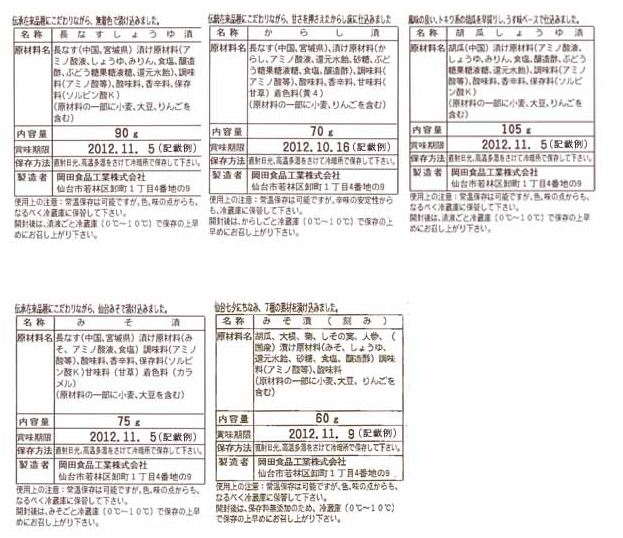 伝承在来品種にこだわりながら、無着色で漬け込みました。
名称 長なすしょうゆ漬
原材料名 長なす(中国、宮城県) 漬け原材料(ア
ミノ酸液、しょうゆ、みりん、食塩、醸造
酢、ぶどう糖果糖液糖、還元水飴)、調味
料(アミノ酸等)、酸味料、香辛料、保存
料(ソルビン酸K)
(原材料の一部に小麦、大豆、りんごを
含む)
内容量 90g
賞味期限 2012.11. 5(記載例)
保存方法 直射日光、高温多湿をさけて冷暗所で保存して下さい。
製造者 岡田食品工業株式会社
仙台市若林区卸町1丁目4番地の9
使用上の注意:常温保存は可能ですが、色、味の点からも、
なるべく冷蔵庫に保管して下さい。
開封後は、漬液ごと冷蔵庫(0℃〜10℃)で保存の上早
めにお召し上がり下さい。
伝承在来品種にこだわりながら、甘さを押さえたからし床に仕込みました
名称 からし漬
原材料名 長なす(中国、宮城県)、漬け原材料(か
らし、アミノ酸液、還元水飴、砂糖、ぶど
う糖果糖液糖、食塩、醸造酢)、調味料(
アミノ酸等)、酸味料、香辛料、甘味料(
甘草) 着色料(黄4)
(原材料の一部に小麦、大豆、りんごを
含む)
内容量 70g
賞味期限 2012.10.16(記載例)
保存方法 直射日光、高温多湿をさけて冷暗所で保存して下さい。
製造者 岡田食品工業株式会社
仙台市若林区卸町1丁目4番地の9
使用上の注意:常温保存は可能ですが、辛味の安定性から
も、冷蔵庫に保管して下さい。
開封後は、からしごと冷蔵庫(0℃〜10℃)で保存の上早
めにお召し上がり下さい。
風味の良い、トキワ系の胡瓜を早採りし、うす味ベースで仕込みました。
名称 しょうゆ漬
原材料名 胡瓜(中国) 漬け原材料(アミノ酸液、
しょうゆ、みりん、食塩、醸造酢、ぶどう
糖果糖液糖、還元水飴)、調味料(アミノ
酸等)、酸味料、香辛料、保存料(ソルビ
ン酸K)
(原材料の一部に小麦、大豆、りんごを
含む)
内容量 105g
賞味期限 2012.11. 5(記載例)
保存方法 直射日光、高温多湿をさけて冷暗所で保存して下さい。
製造者 岡田食品工業株式会社
仙台市若林区卸町1丁目4番地の9
使用上の注意:常温保存は可能ですが、色、味の点からも、
なるべく冷蔵庫に保管して下さい。
開封後は、漬液ごと冷蔵庫(0℃〜10℃)で保存の上早
めにお召し上がり下さい。
伝承在来品種にこだわりながら、仙台みそで漬け込みました。
名称 みそ漬
原材料名 長なす(中国、宮城県) 漬け原材料(み
そ、アミノ酸液、食塩) 調味料(アミノ酸
等)、酸味料、香辛料、保存料(ソルビン
酸K)甘味料(甘草) 着色料(カラ
メル)
(原材料の一部に小麦、大豆を含む)
内容量 75g
賞味期限 2012.11. 5(記載例)
保存方法 直射日光、高温多湿をさけて冷暗所で保存して下さい。
製造者 岡田食品工業株式会社
仙台市若林区卸町1丁目4番地の9
使用上の注意:常温保存は可能ですが、色、味の点からも、
なるべく冷蔵庫に保管して下さい。
開封後は、みそごと冷蔵庫(0℃〜10℃)で保存の上早
めにお召し上がり下さい。
仙台七夕にちなみ、7種の素材を漬け込みました。
名称 みそ漬(刻み)
原材料名 胡瓜、大根、茄、しその実、人参、(
国産) 漬け原材料(みそ、しょうゆ、
還元水飴、砂糖、食塩、醸造酢) 調味
料(アミノ酸等)、酸味料
(原材料の一部に小麦、大豆、りんごを
含む)
内容量 60g
賞味期限 2012.11. 9(記載例)
保存方法 直射日光、高温多湿をさけて冷暗所で保存して下さい。
製造者 岡田食品工業株式会社
仙台市若林区卸町1丁目4番地の9
使用上の注意:常温保存は可能ですが、色、味の点からも、
なるべく冷蔵庫に保管して下さい。
開封後は、保存料無添加のため、冷蔵庫(0℃〜10℃)
で保存の上早めにお召し上がり下さい。